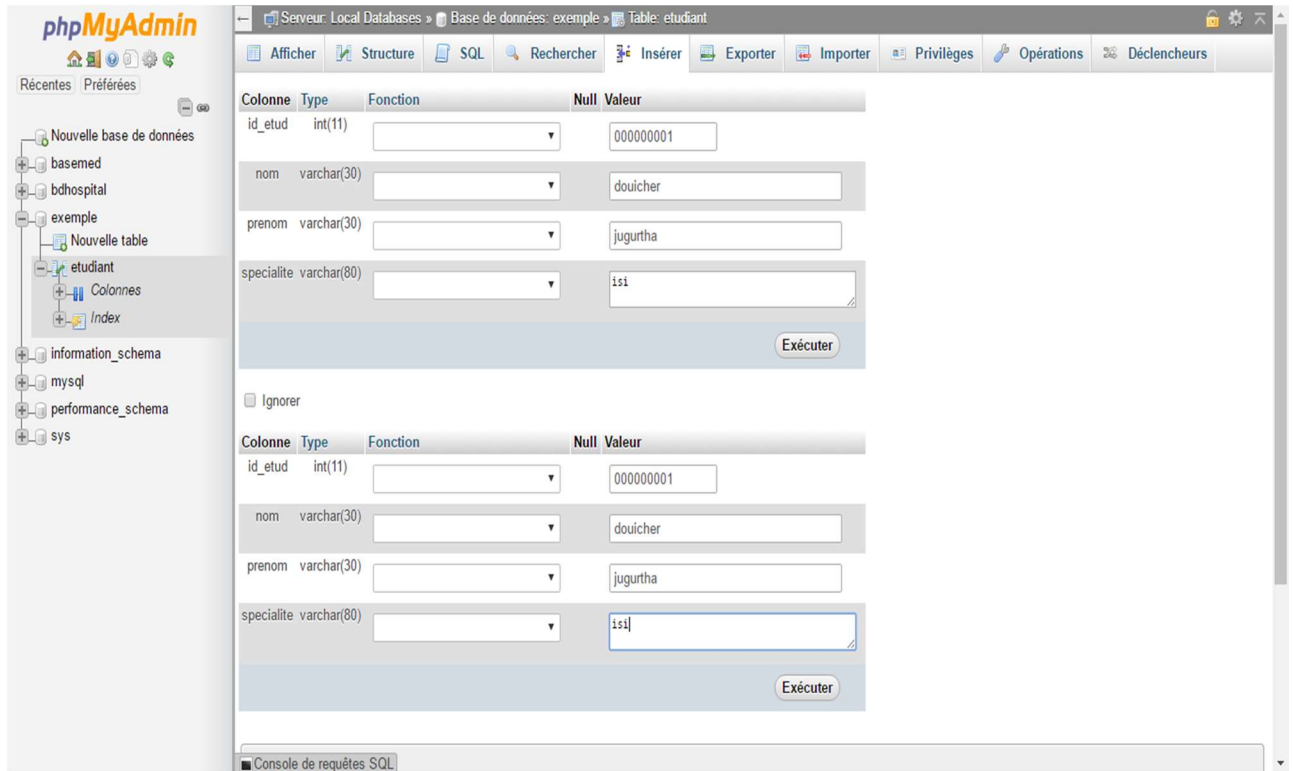 phpMyAdmin
Récentes Préférées
Nouvelle base de données
basemed
bdhospital
exemple
Nouvelle table
etudiant
Colonnes
Index
information_schema
mysql
performance_schema
sys
Serveur: Local Databases » Base de données: exemple » Table: etudiant
Afficher Structure SQL Rechercher Insérer Exporter Importer Privilèges Opérations Déclencheurs
Colonne Type Fonction Null Valeur
id_etud int(11) 000000001
nom varchar(30) douicher
prenom varchar(30) jugurtha
specialite varchar(80) isi
Exécuter
Ignorer
Colonne Type Fonction Null Valeur
id_etud int(11) 000000001
nom varchar(30) douicher
prenom varchar(30) jugurtha
specialite varchar(80) isi
Exécuter
Console de requêtes SQL